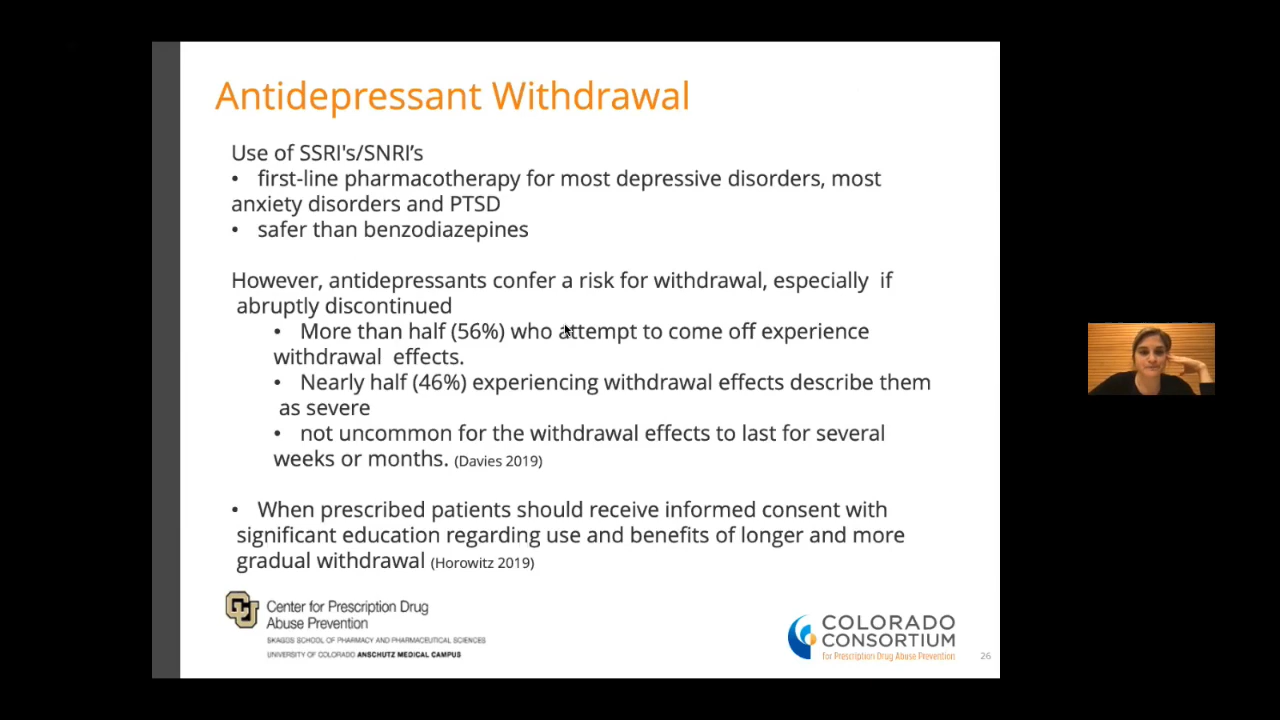 Antidepressant Withdrawal
Use of SSRI's/SNRI’s
• first-line pharmacotherapy for most depressive disorders, most
anxiety disorders and PTSD
• safer than benzodiazepines
However, antidepressants confer a risk for withdrawal, especially if
abruptly discontinued
• More than half (56%) who attempt to come off experience
withdrawal effects.
• Nearly half (46%) experiencing withdrawal effects describe them
as severe
• not uncommon for the withdrawal effects to last for several
weeks or months. (Davies 2019)
• When prescribed patients should receive informed consent with
significant education regarding use and benefits of longer and more
gradual withdrawal (Horowitz 2019)
CU
Center for Prescription Drug
Abuse Prevention
SKAGGS SCHOOL OF PHARMACY AND PHARMACEUTICAL SCIENCES
UNIVERSITY OF COLORADO ANSCHUTZ MEDICAL CAMPUS
COLORADO
CONSORTIUM
for Prescription Drug Abuse Prevention
26